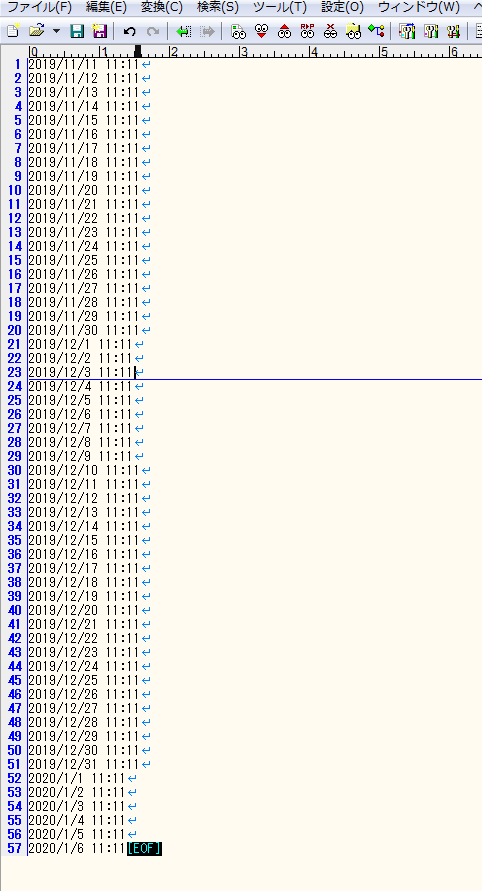 ファイル(F) 編集(E) 変換(C) 検索(S) ツール(T) 設定(O) ウィンドウ(W) ヘ
0 1 2 3 4 5 6
1 2019/11/11 11:11↵
2 2019/11/12 11:11↵
3 2019/11/13 11:11↵
4 2019/11/14 11:11↵
5 2019/11/15 11:11↵
6 2019/11/16 11:11↵
7 2019/11/17 11:11↵
8 2019/11/18 11:11↵
9 2019/11/19 11:11↵
10 2019/11/20 11:11↵
11 2019/11/21 11:11↵
12 2019/11/22 11:11↵
13 2019/11/23 11:11↵
14 2019/11/24 11:11↵
15 2019/11/25 11:11↵
16 2019/11/26 11:11↵
17 2019/11/27 11:11↵
18 2019/11/28 11:11↵
19 2019/11/29 11:11↵
20 2019/11/30 11:11↵
21 2019/12/1 11:11↵
22 2019/12/2 11:11↵
23 2019/12/3 11:11↵
24 2019/12/4 11:11↵
25 2019/12/5 11:11↵
26 2019/12/6 11:11↵
27 2019/12/7 11:11↵
28 2019/12/8 11:11↵
29 2019/12/9 11:11↵
30 2019/12/10 11:11↵
31 2019/12/11 11:11↵
32 2019/12/12 11:11↵
33 2019/12/13 11:11↵
34 2019/12/14 11:11↵
35 2019/12/15 11:11↵
36 2019/12/16 11:11↵
37 2019/12/17 11:11↵
38 2019/12/18 11:11↵
39 2019/12/19 11:11↵
40 2019/12/20 11:11↵
41 2019/12/21 11:11↵
42 2019/12/22 11:11↵
43 2019/12/23 11:11↵
44 2019/12/24 11:11↵
45 2019/12/25 11:11↵
46 2019/12/26 11:11↵
47 2019/12/27 11:11↵
48 2019/12/28 11:11↵
49 2019/12/29 11:11↵
50 2019/12/30 11:11↵
51 2019/12/31 11:11↵
52 2020/1/1 11:11↵
53 2020/1/2 11:11↵
54 2020/1/3 11:11↵
55 2020/1/4 11:11↵
56 2020/1/5 11:11↵
57 2020/1/6 11:11[EOF]